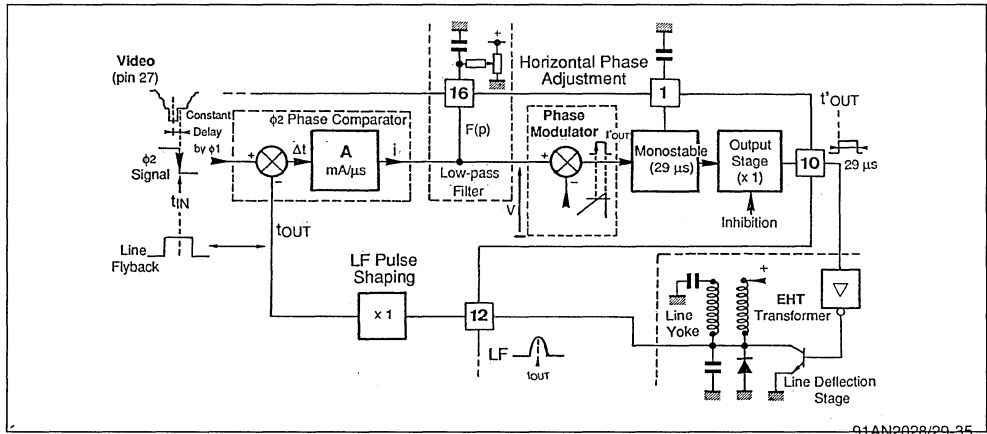 Video
(pin 27)
Constant
Delay
by ϕ1
ϕ2
Signal
tIN
Line
Flyback
ϕ2 Phase Comparator
+
−
Δt
A
mA/µs
i
tOUT
LF Pulse
Shaping
x 1
+
16
F(p)
Low-pass
Filter
V
Horizontal Phase
Adjustment
1
Phase
Modulator
+
−
t'OUT
Monostable
(29 µs)
Output
Stage
(x 1)
Inhibition
10
t'OUT
29 µs
12
LF
tOUT
Line
Yoke
+
EHT
Transformer
Line Deflection
Stage
91AN2028/29-35